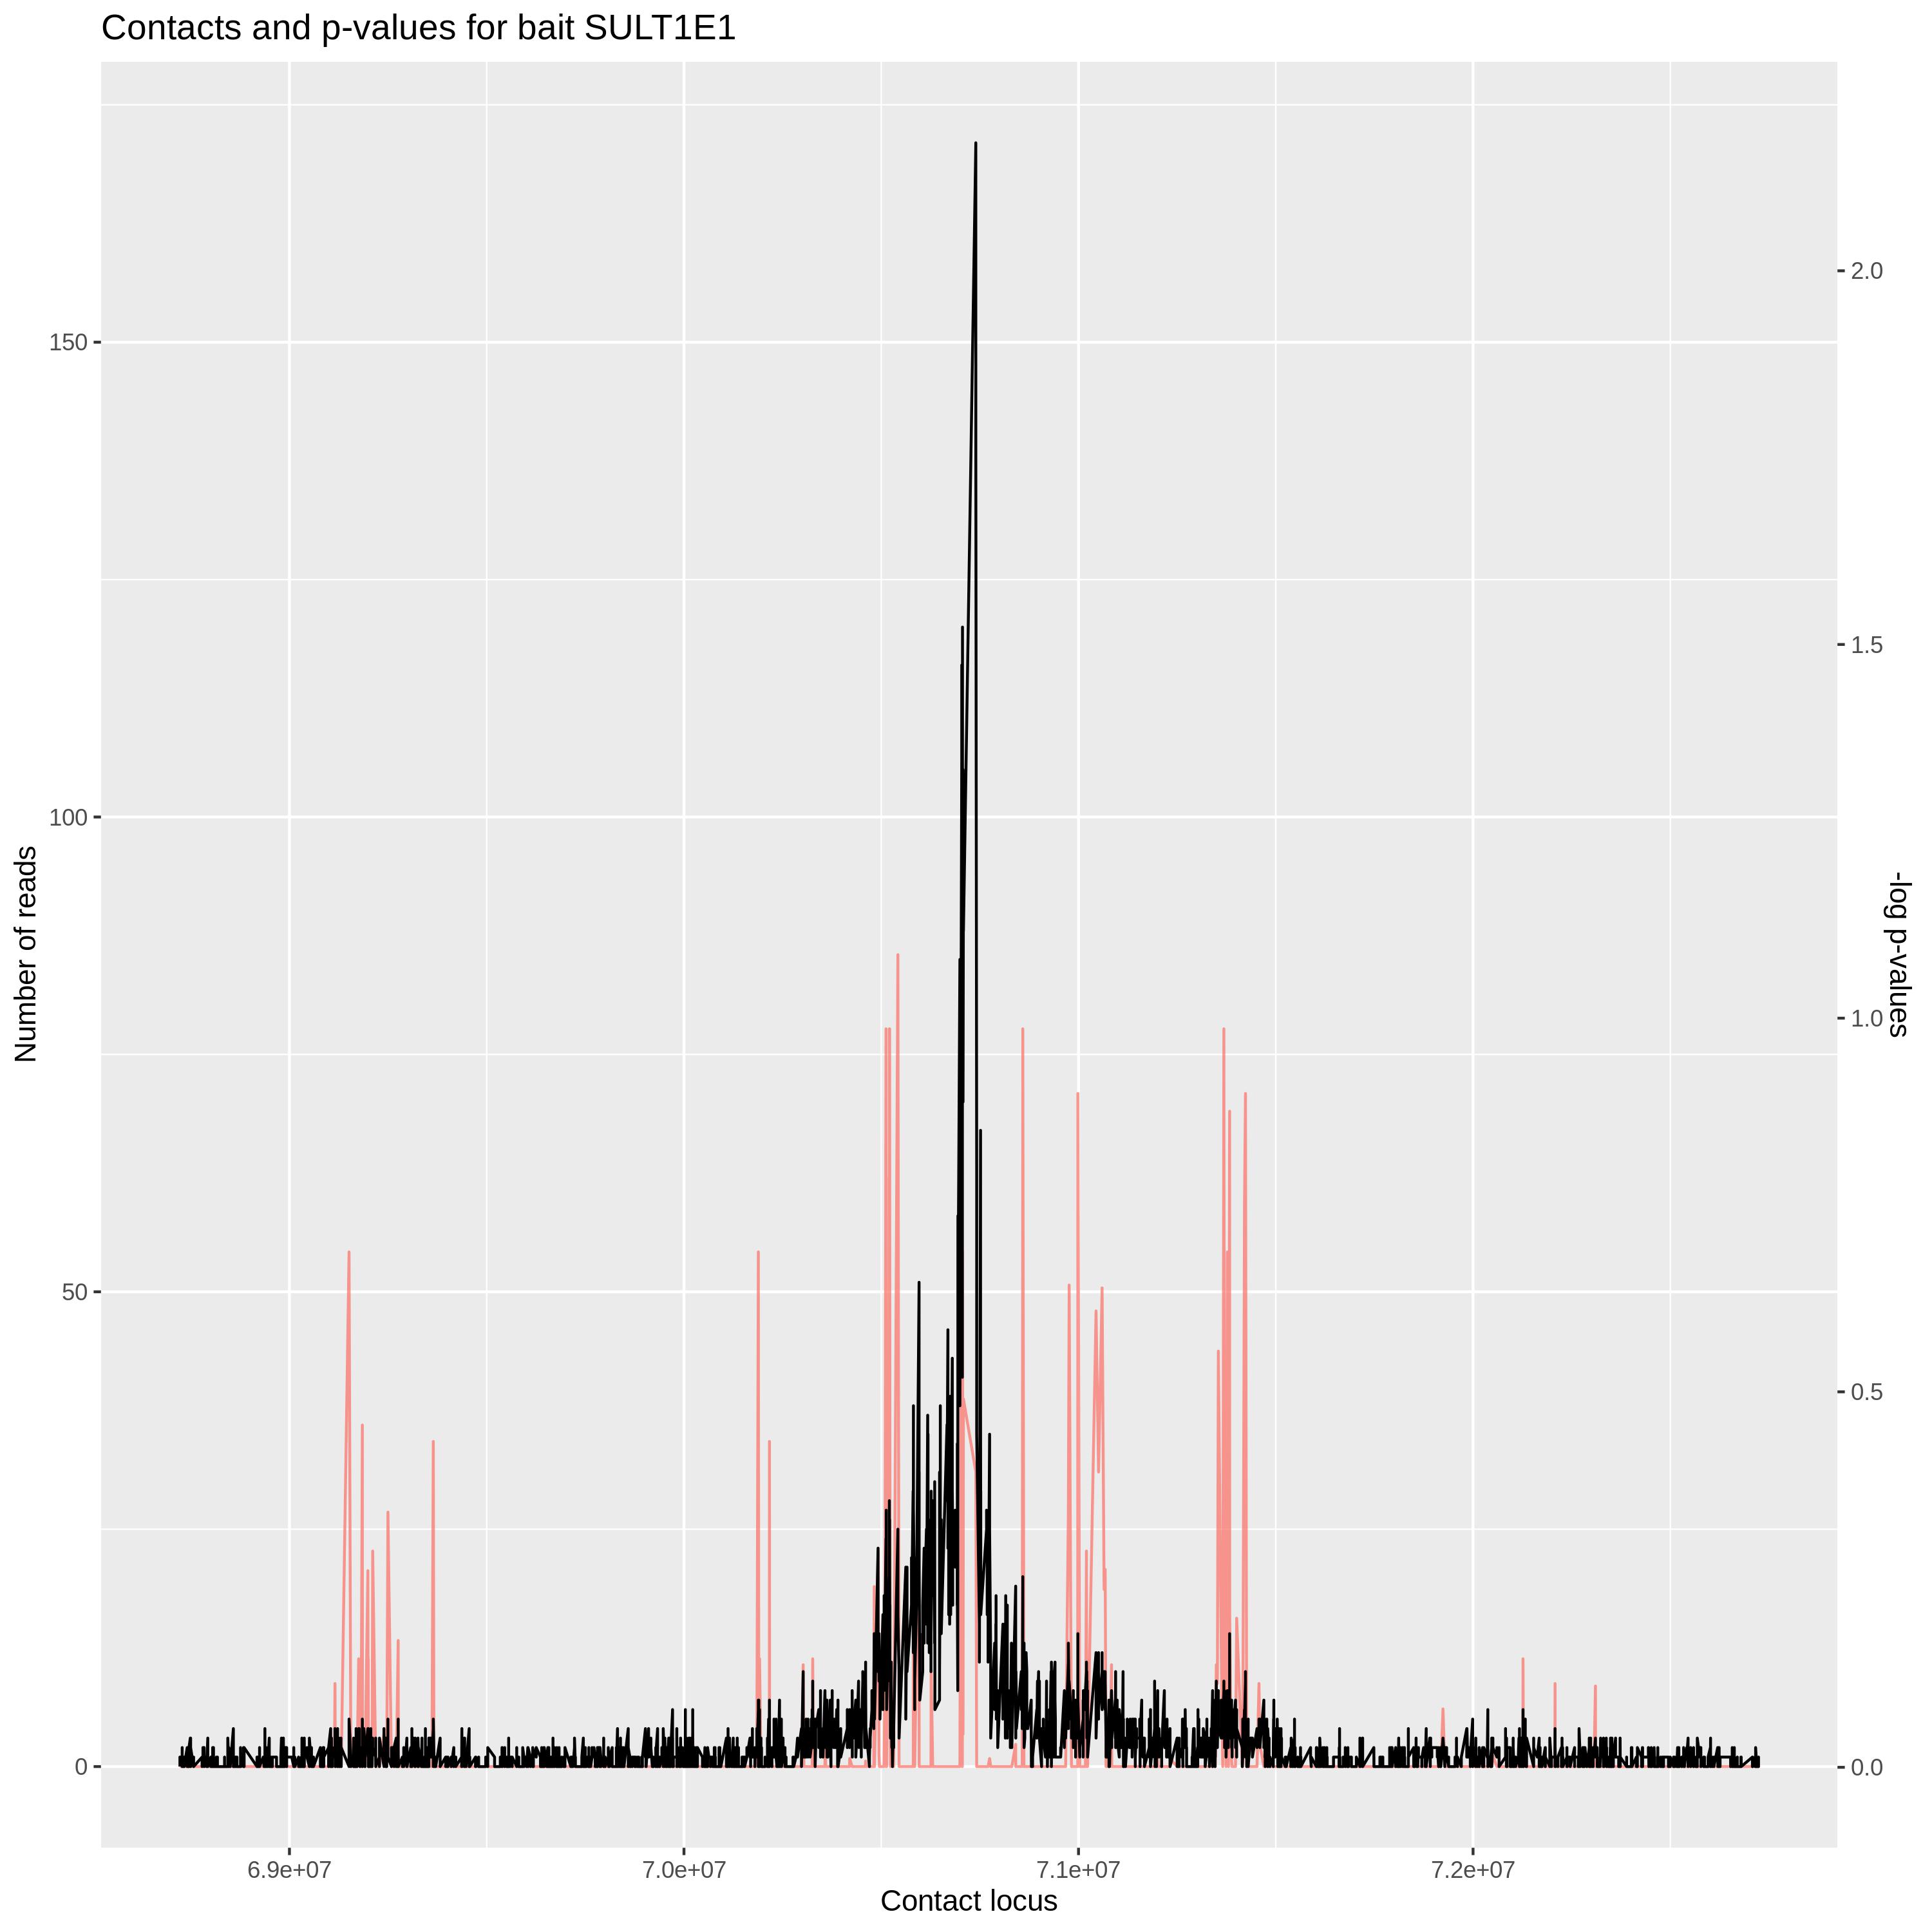 Contacts and p-values for bait SULT1E1
Number of reads
150
100
50
0
2.0
1.5
1.0
0.5
0.0
-log p-values
6.9e+07
7.0e+07
7.1e+07
7.2e+07
Contact locus